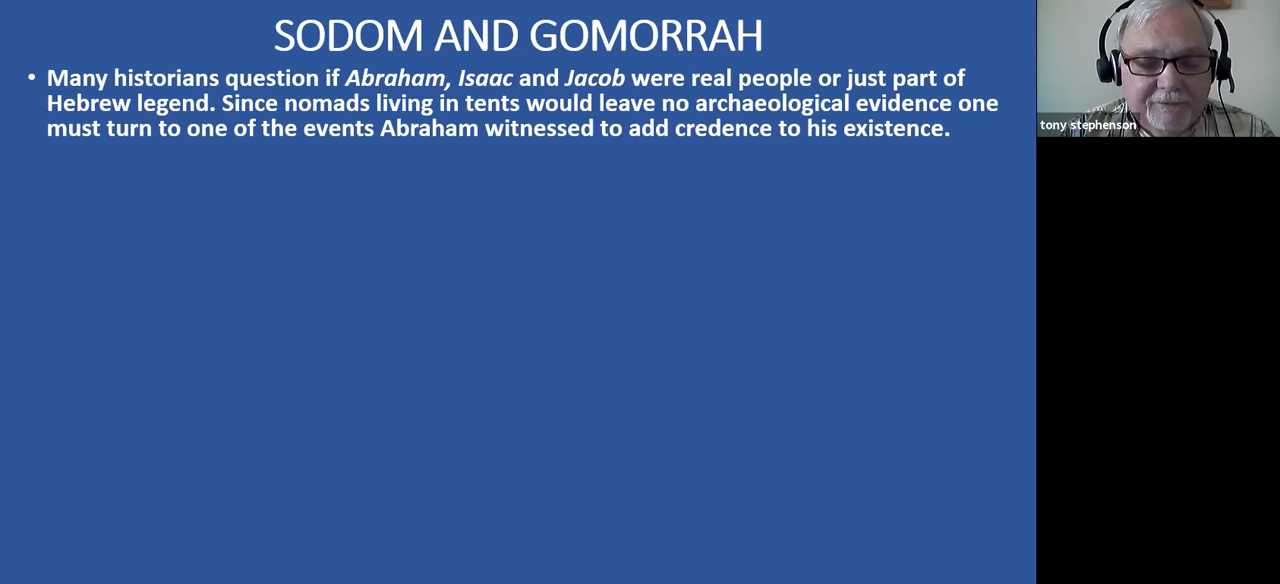 SODOM AND GOMORRAH
• Many historians question if Abraham, Isaac and Jacob were real people or just part of
Hebrew legend. Since nomads living in tents would leave no archaeological evidence one
must turn to one of the events Abraham witnessed to add credence to his existence.
tony stephenson